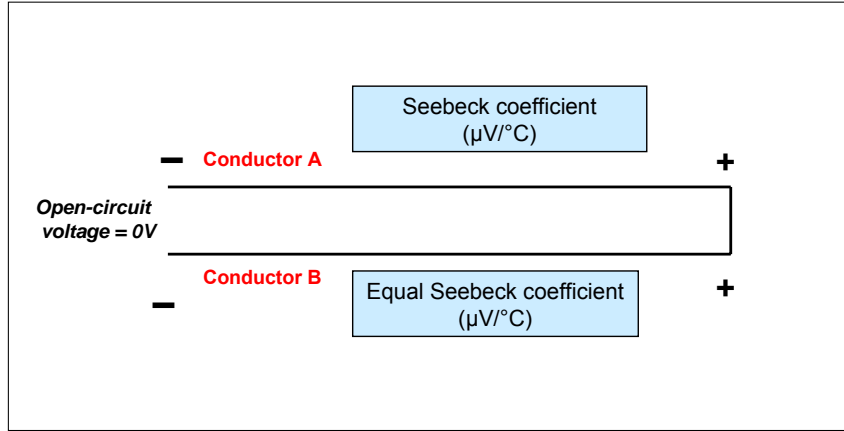 Seebeck coefficient
(µV/°C)
– Conductor A +
Open-circuit
voltage = 0V
Conductor B
– +
Equal Seebeck coefficient
(µV/°C)